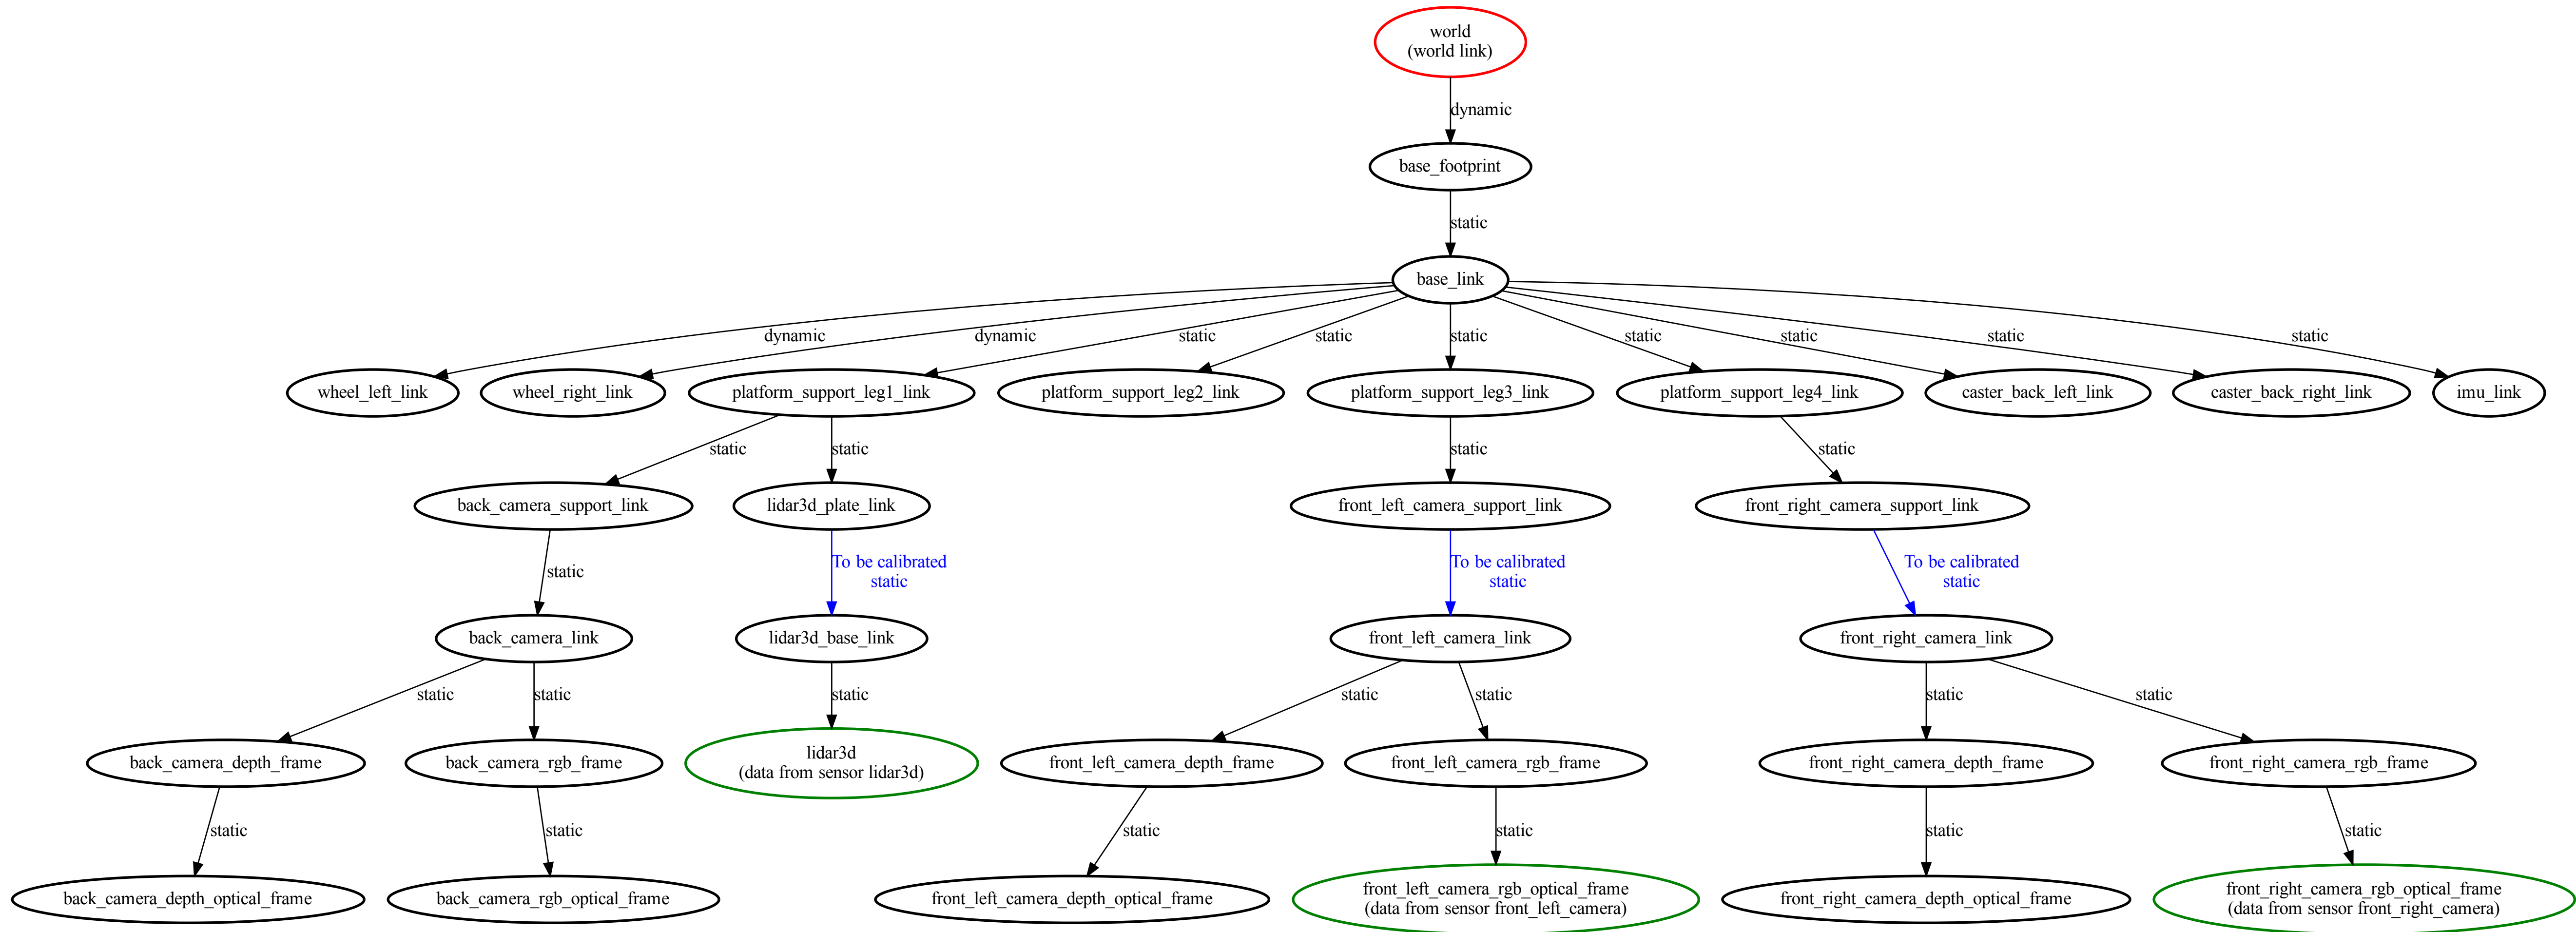 world
(world link)
dynamic
base_footprint
static
base_link
dynamic
dynamic
static
static
static
static
static
static
static
wheel_left_link
wheel_right_link
platform_support_leg1_link
platform_support_leg2_link
platform_support_leg3_link
platform_support_leg4_link
caster_back_left_link
caster_back_right_link
imu_link
static
static
static
static
back_camera_support_link
lidar3d_plate_link
front_left_camera_support_link
front_right_camera_support_link
static
To be calibrated
static
To be calibrated
static
To be calibrated
static
back_camera_link
lidar3d_base_link
front_left_camera_link
front_right_camera_link
static
static
static
static
static
static
static
back_camera_depth_frame
back_camera_rgb_frame
lidar3d
(data from sensor lidar3d)
front_left_camera_depth_frame
front_left_camera_rgb_frame
front_right_camera_depth_frame
front_right_camera_rgb_frame
static
static
static
static
static
static
back_camera_depth_optical_frame
back_camera_rgb_optical_frame
front_left_camera_depth_optical_frame
front_left_camera_rgb_optical_frame
(data from sensor front_left_camera)
front_right_camera_depth_optical_frame
front_right_camera_rgb_optical_frame
(data from sensor front_right_camera)